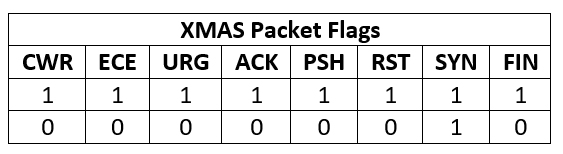 XMAS Packet Flags
CWR ECE URG ACK PSH RST SYN FIN
1 1 1 1 1 1 1 1
0 0 0 0 0 0 1 0